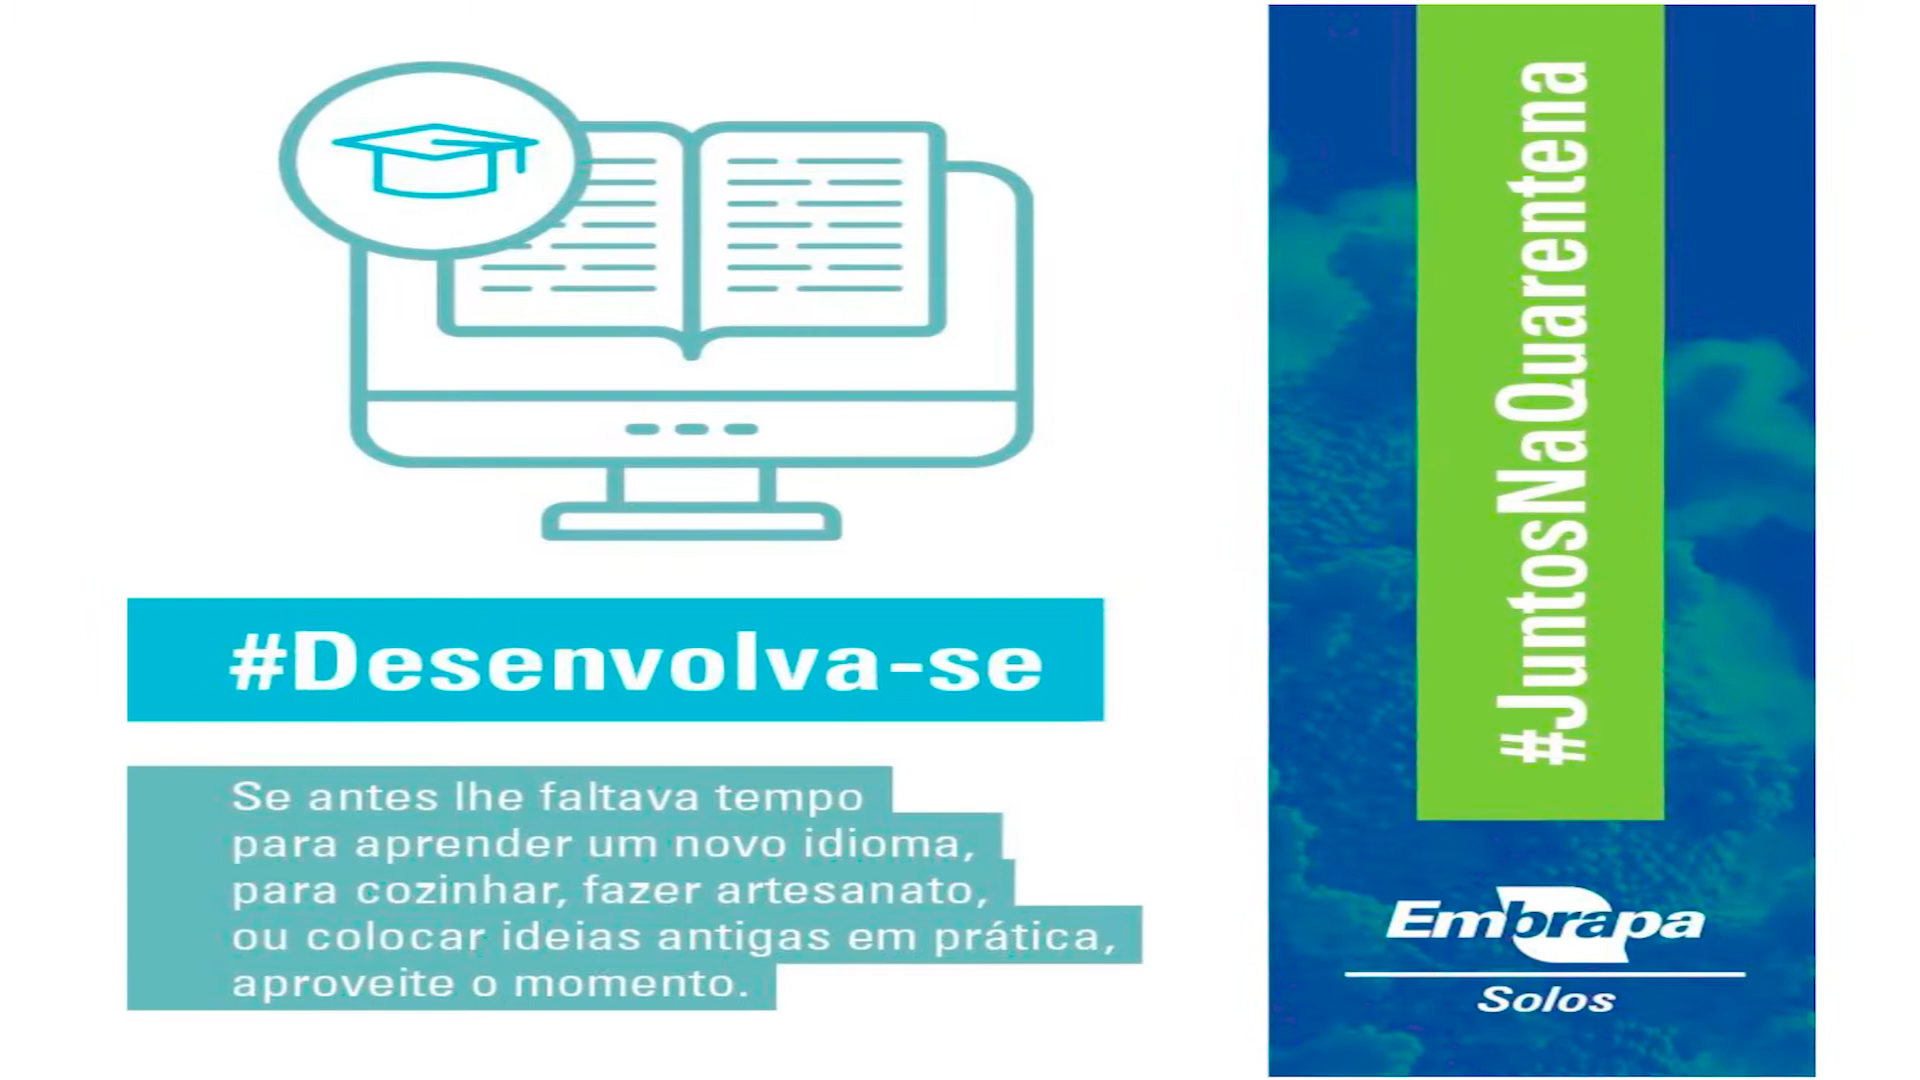 #Desenvolva-se
Se antes lhe faltava tempo
para aprender um novo idioma,
para cozinhar, fazer artesanato,
ou colocar ideias antigas em prática,
aproveite o momento.
#JuntosNaQuarentena
Embrapa
Solos